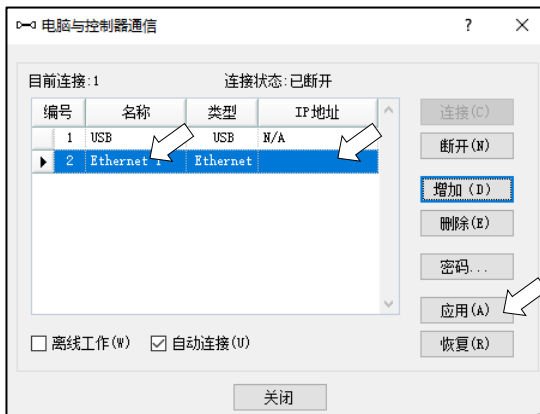 电脑与控制器通信 ?
目前连接:1 连接状态:已断开
编号 名称 类型 IP地址
1 USB USB N/A
2 Ethernet 1 Ethernet
连接(C)
断开(N)
增加(D)
删除(E)
密码...
应用(A)
恢复(R)
离线工作(W) 自动连接(U)
关闭